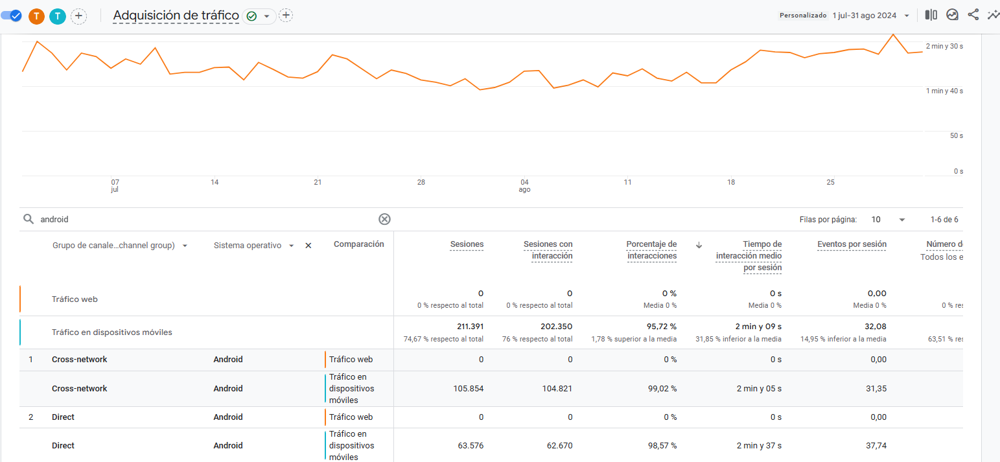 T T Adquisición de tráfico Personalizado 1 jul-31 ago 2024
2 min y 30 s
1 min y 40 s
50 s
0 s
07 14 21 28 04 11 18 25
jul ago
android Filas por página: 10 1-6 de 6
Grupo de canale...channel group) Sistema operativo Comparación Sesiones Sesiones con Porcentaje de Tiempo de Eventos por sesión Número d
interacción interacciones interacción medio Todos los e
por sesión
Tráfico web 0 0 0 % 0 s 0,00
0 % respecto al total 0 % respecto al total Media 0 % Media 0 % Media 0 % 0 % res
Tráfico en dispositivos móviles 211.391 202.350 95,72 % 2 min y 09 s 32,08
74,67 % respecto al total 76 % respecto al total 1,78 % superior a la media 31,85 % inferior a la media 14,95 % inferior a la media 63,51 % res
1 Cross-network Android Tráfico web 0 0 0 % 0 s 0,00
Tráfico en
Cross-network Android dispositivos 105.854 104.821 99,02 % 2 min y 05 s 31,35
móviles
2 Direct Android Tráfico web 0 0 0 % 0 s 0,00
Tráfico en
Direct Android dispositivos 63.576 62.670 98,57 % 2 min y 37 s 37,74
móviles